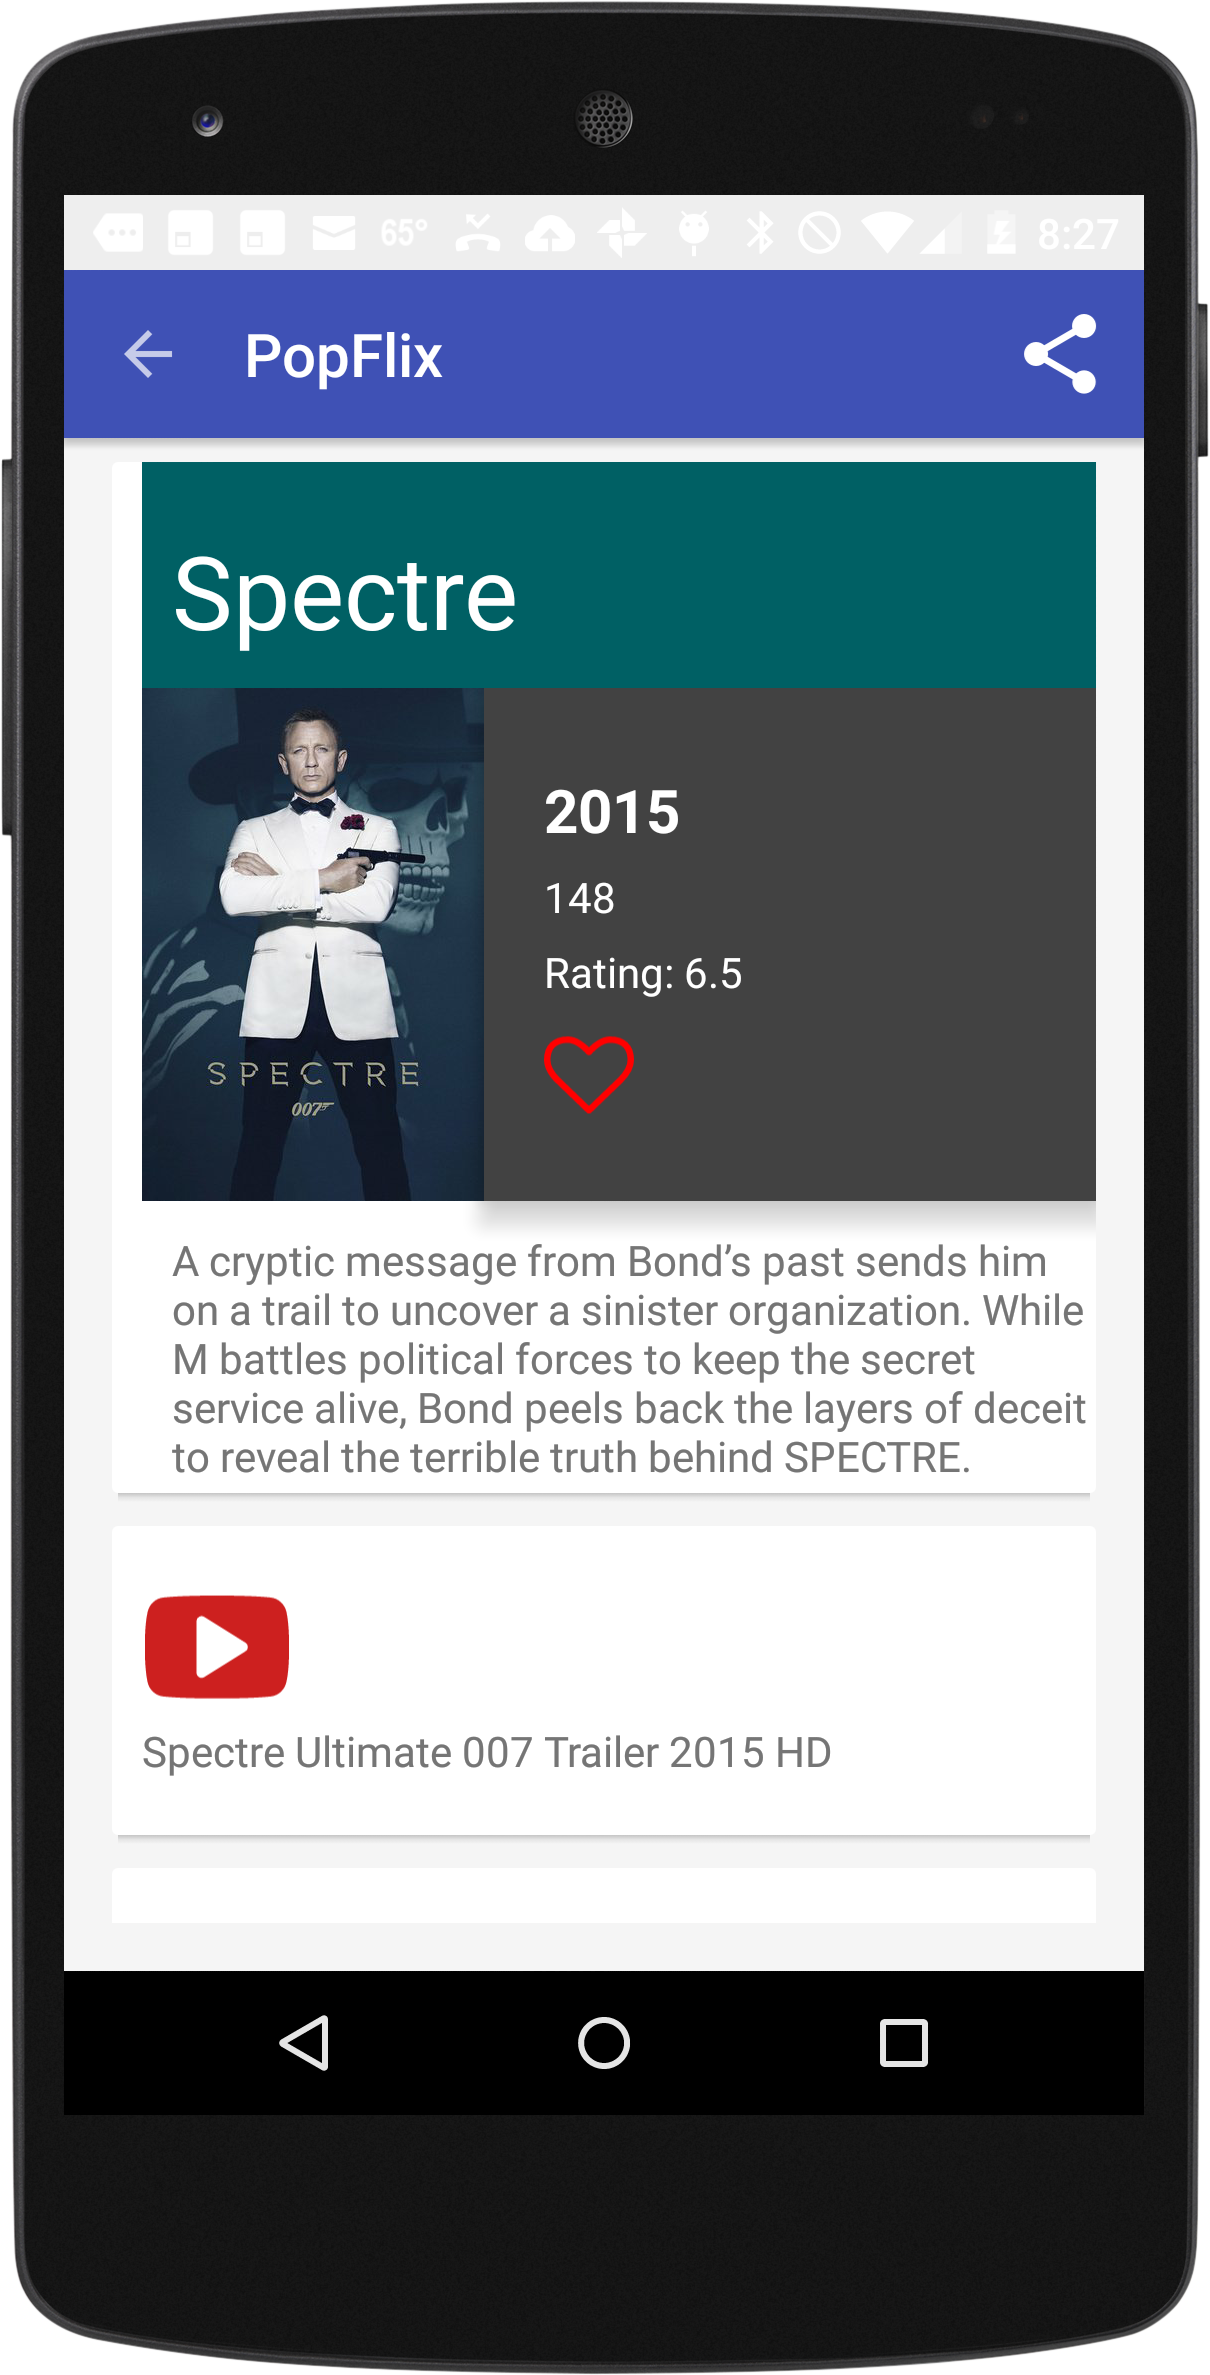 65° 8:27
PopFlix
Spectre
2015
148
Rating: 6.5
SPECTRE
007
A cryptic message from Bond’s past sends him
on a trail to uncover a sinister organization. While
M battles political forces to keep the secret
service alive, Bond peels back the layers of deceit
to reveal the terrible truth behind SPECTRE.
Spectre Ultimate 007 Trailer 2015 HD